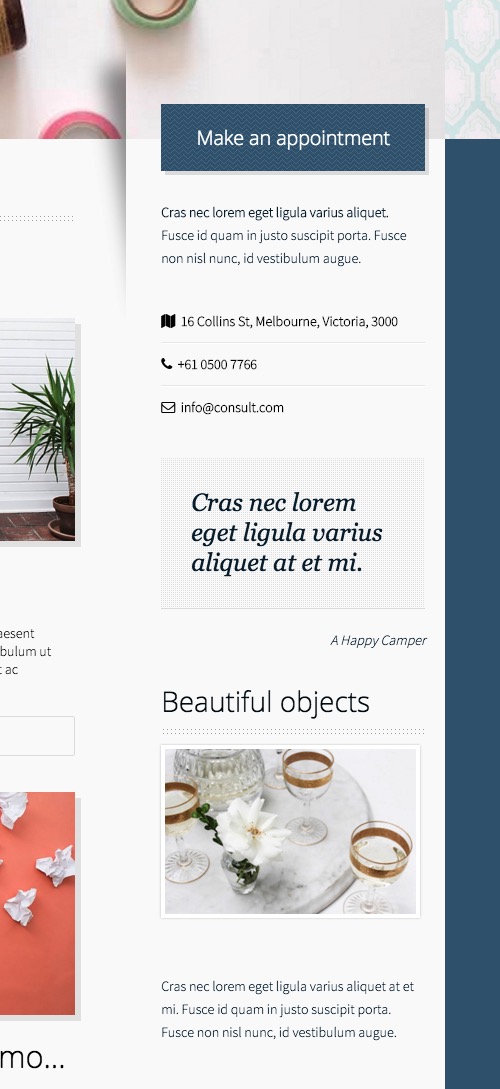 Make an appointment
Cras nec lorem eget ligula varius aliquet.
Fusce id quam in justo suscipit porta. Fusce
non nisl nunc, id vestibulum augue.
16 Collins St, Melbourne, Victoria, 3000
+61 0500 7766
info@consult.com
Cras nec lorem
eget ligula varius
aliquet at et mi.
A Happy Camper
aesent
bulum ut
t ac
Beautiful objects
Cras nec lorem eget ligula varius aliquet at et
mi. Fusce id quam in justo suscipit porta.
Fusce non nisl nunc, id vestibulum augue.
mo...